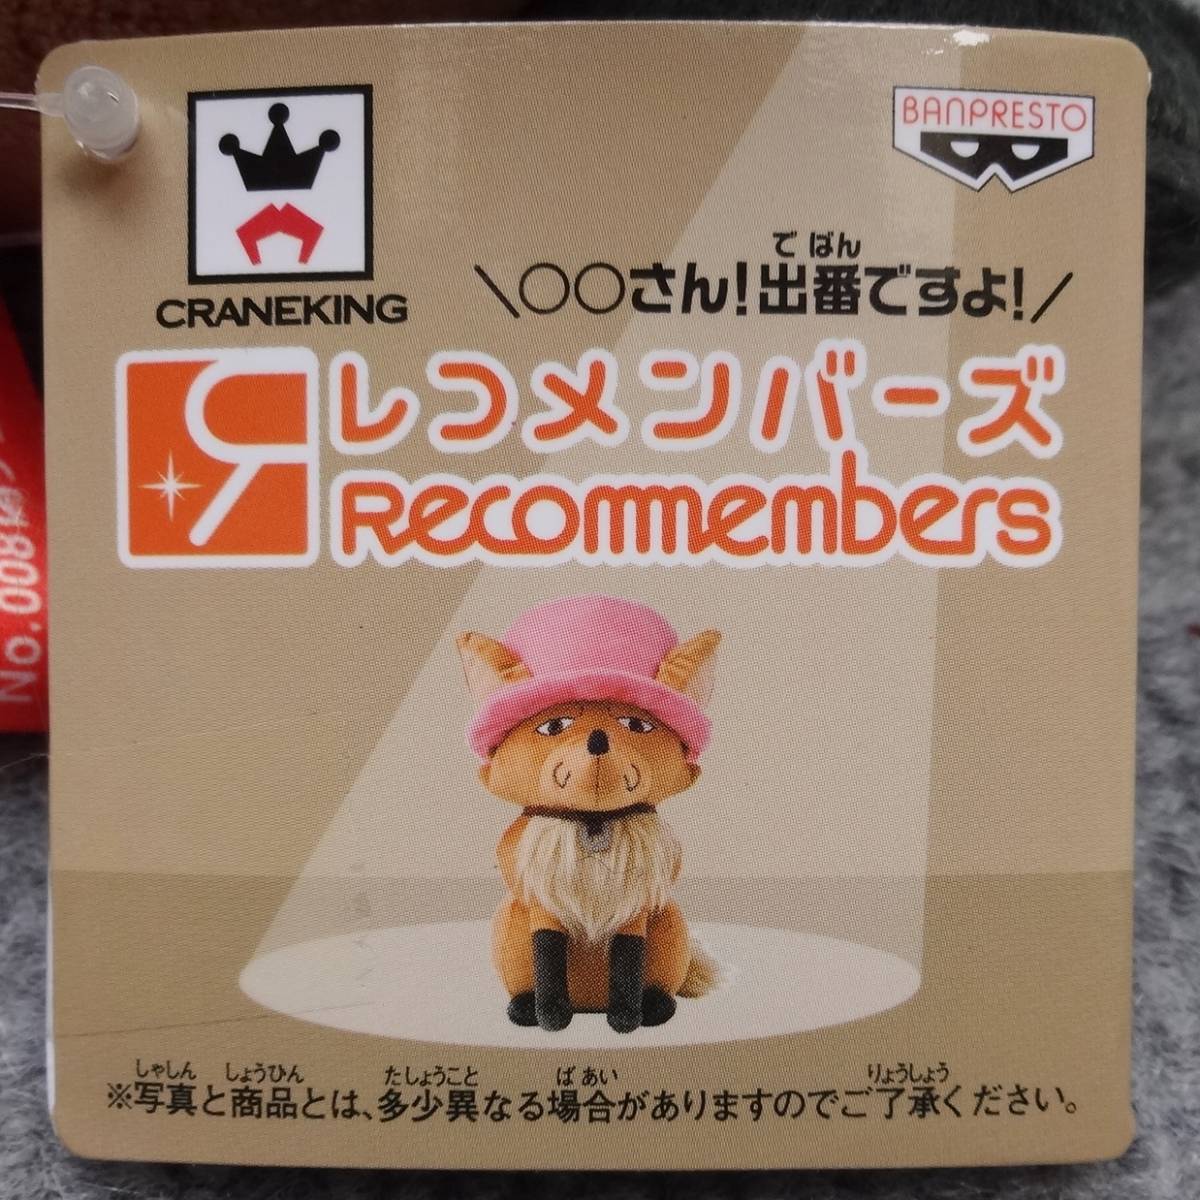 BANPRESTO
CRANEKING
でばん
\○○さん!出番ですよ!/
レコメンバーズ
Recommembers
しゃしん しょうひん たしょうこと ばあい りょうしょう
※写真と商品とは、多少異なる場合がありますのでご了承ください。
No.008